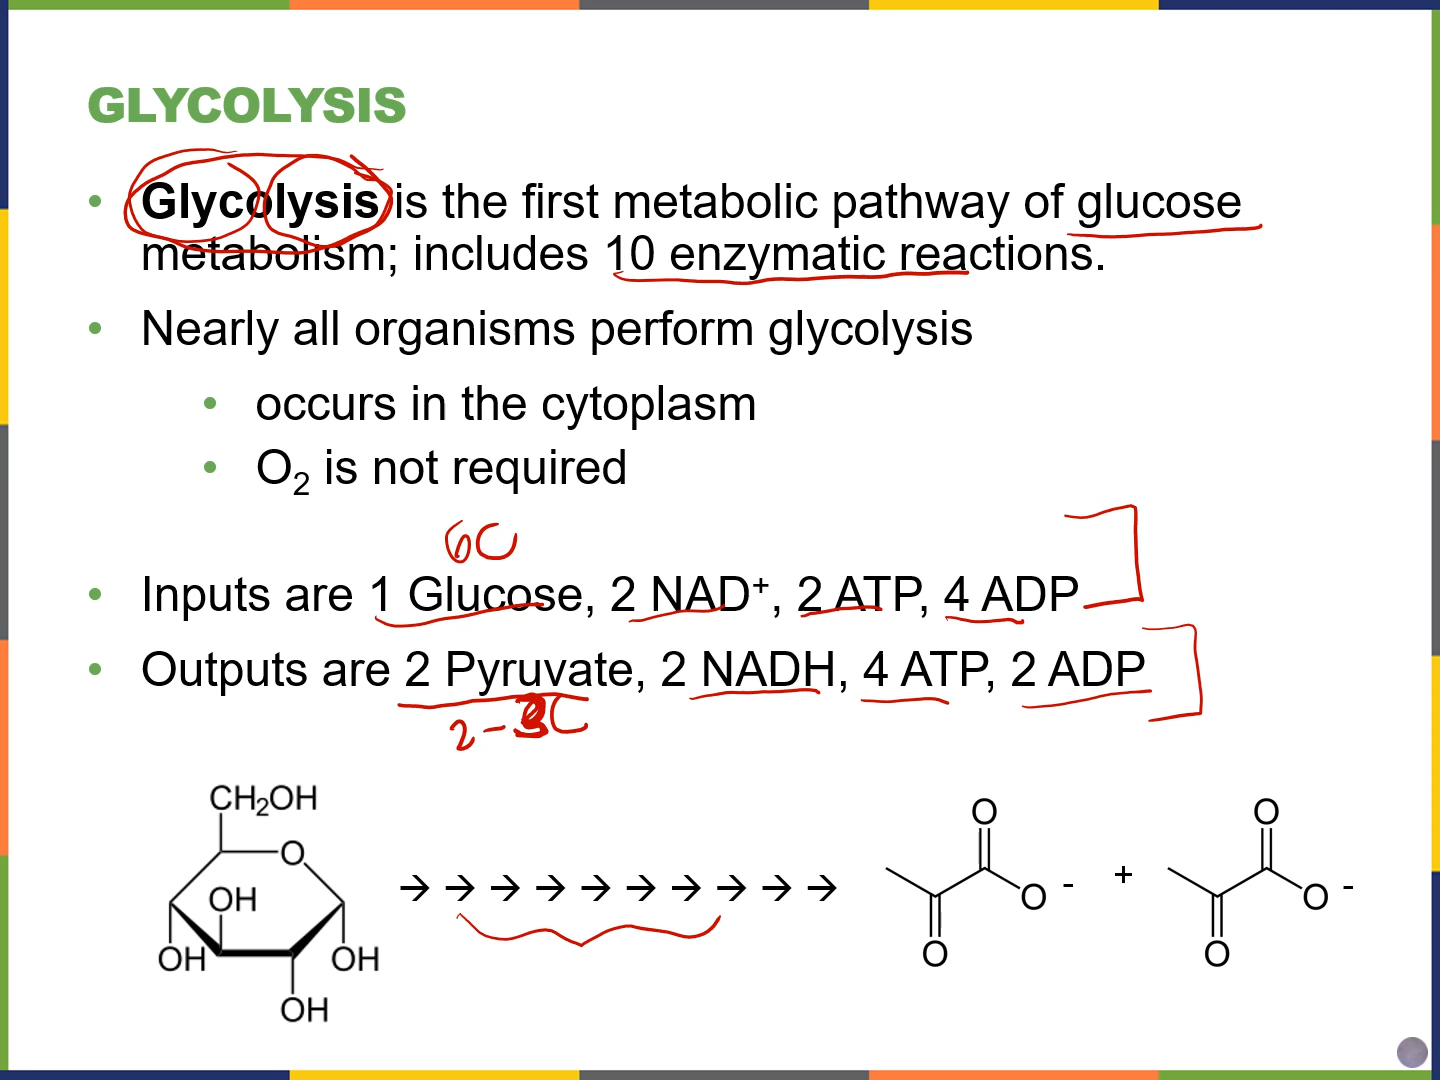 GLYCOLYSIS
• Glycolysis is the first metabolic pathway of glucose
metabolism; includes 10 enzymatic reactions.
• Nearly all organisms perform glycolysis
• occurs in the cytoplasm
• O₂ is not required
6C
• Inputs are 1 Glucose, 2 NAD⁺, 2 ATP, 4 ADP
• Outputs are 2 Pyruvate, 2 NADH, 4 ATP, 2 ADP
2-3C
CH₂OH
O
OH
OH
OH
OH
→ → → → → → → → → →
O
O -
O
+
O
O -
O